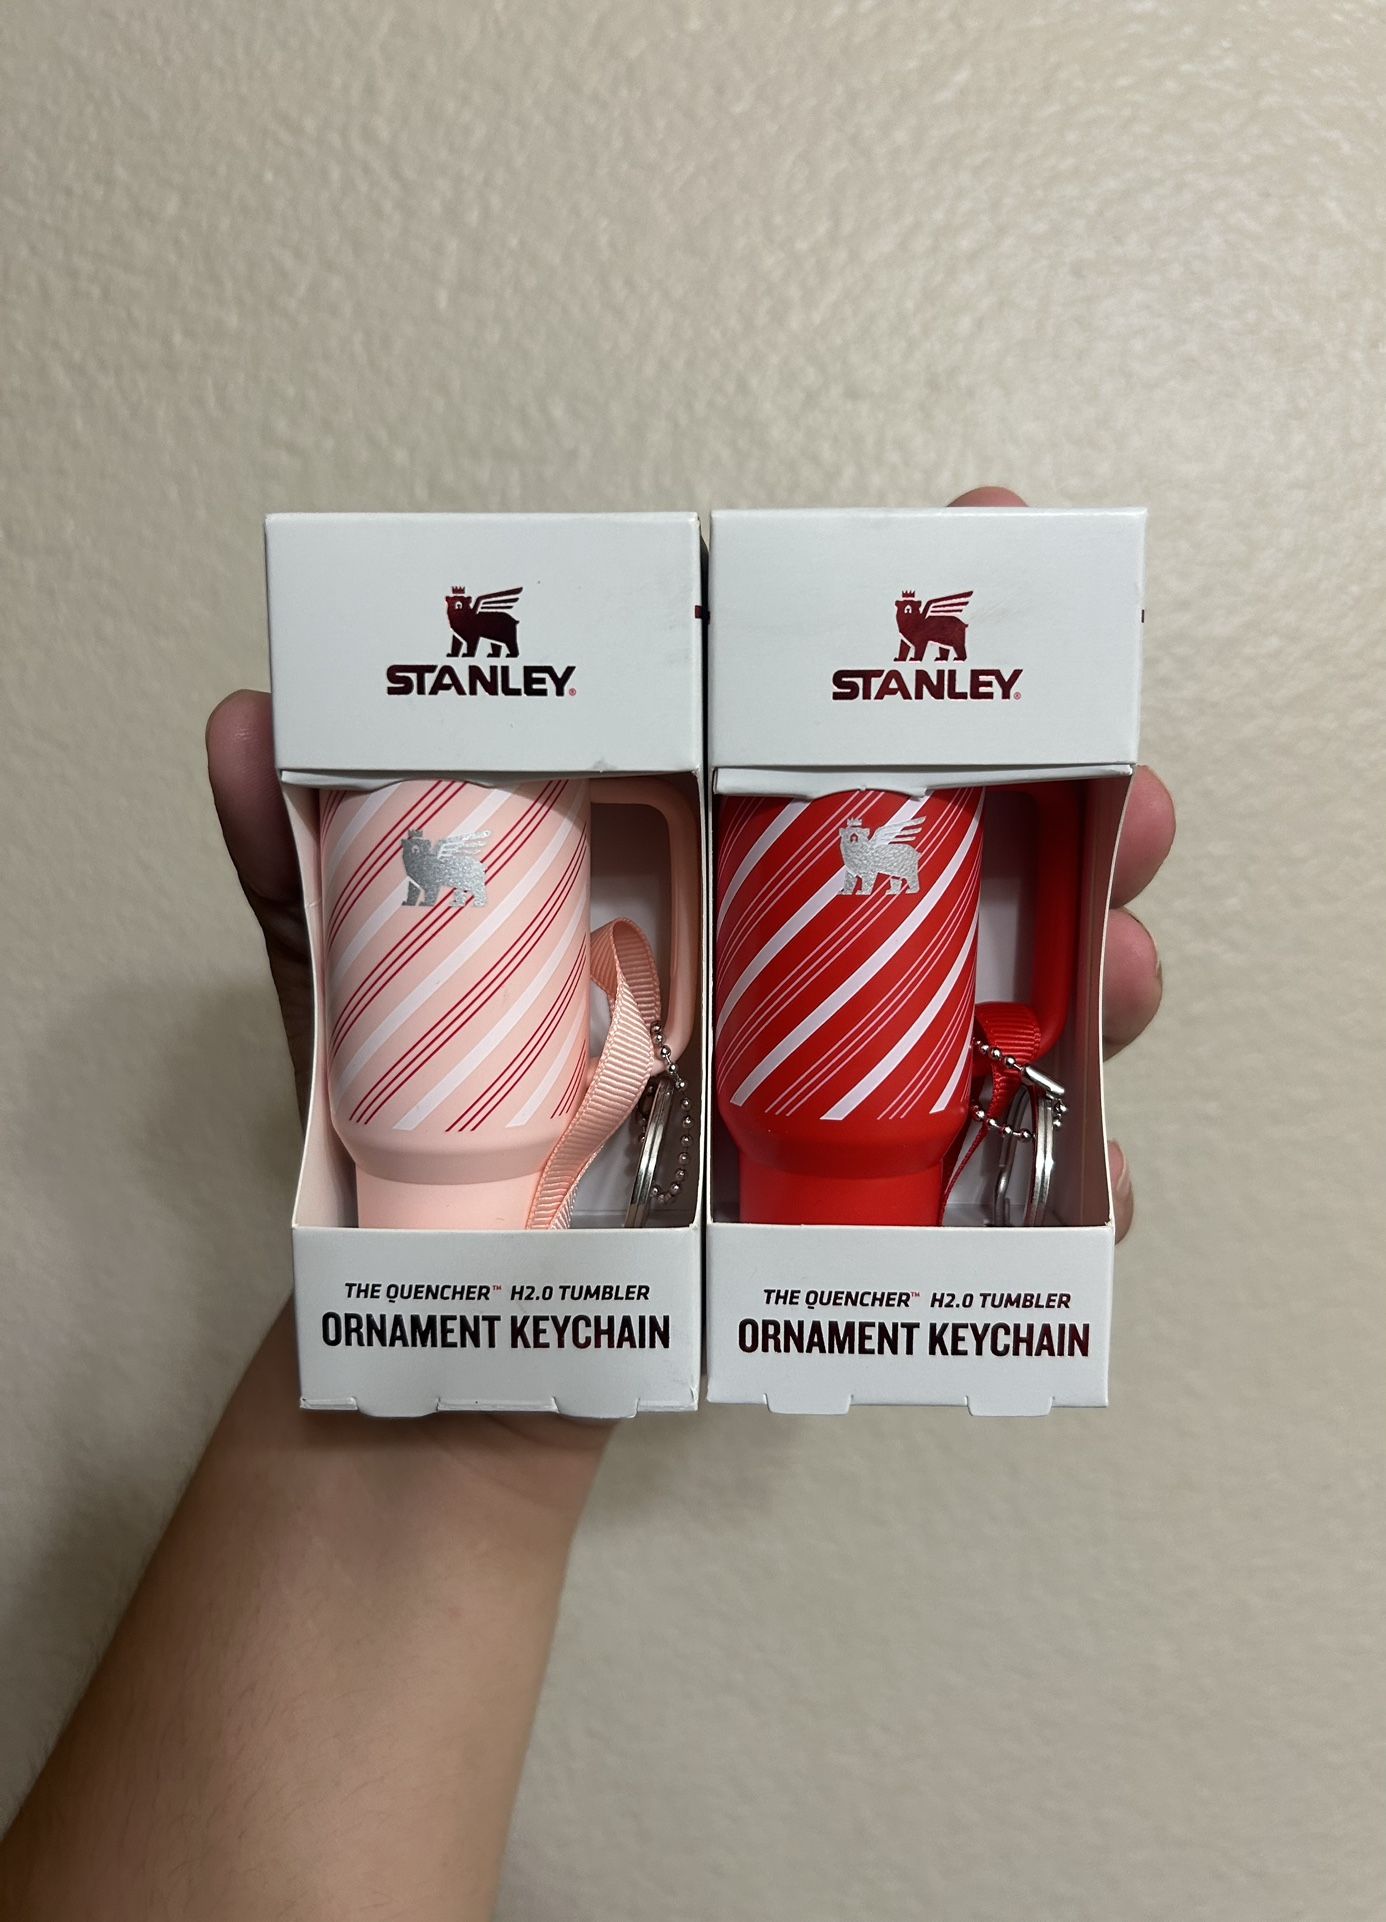 STANLEY®
THE QUENCHER™ H2.0 TUMBLER
ORNAMENT KEYCHAIN
STANLEY®
THE QUENCHER™ H2.0 TUMBLER
ORNAMENT KEYCHAIN